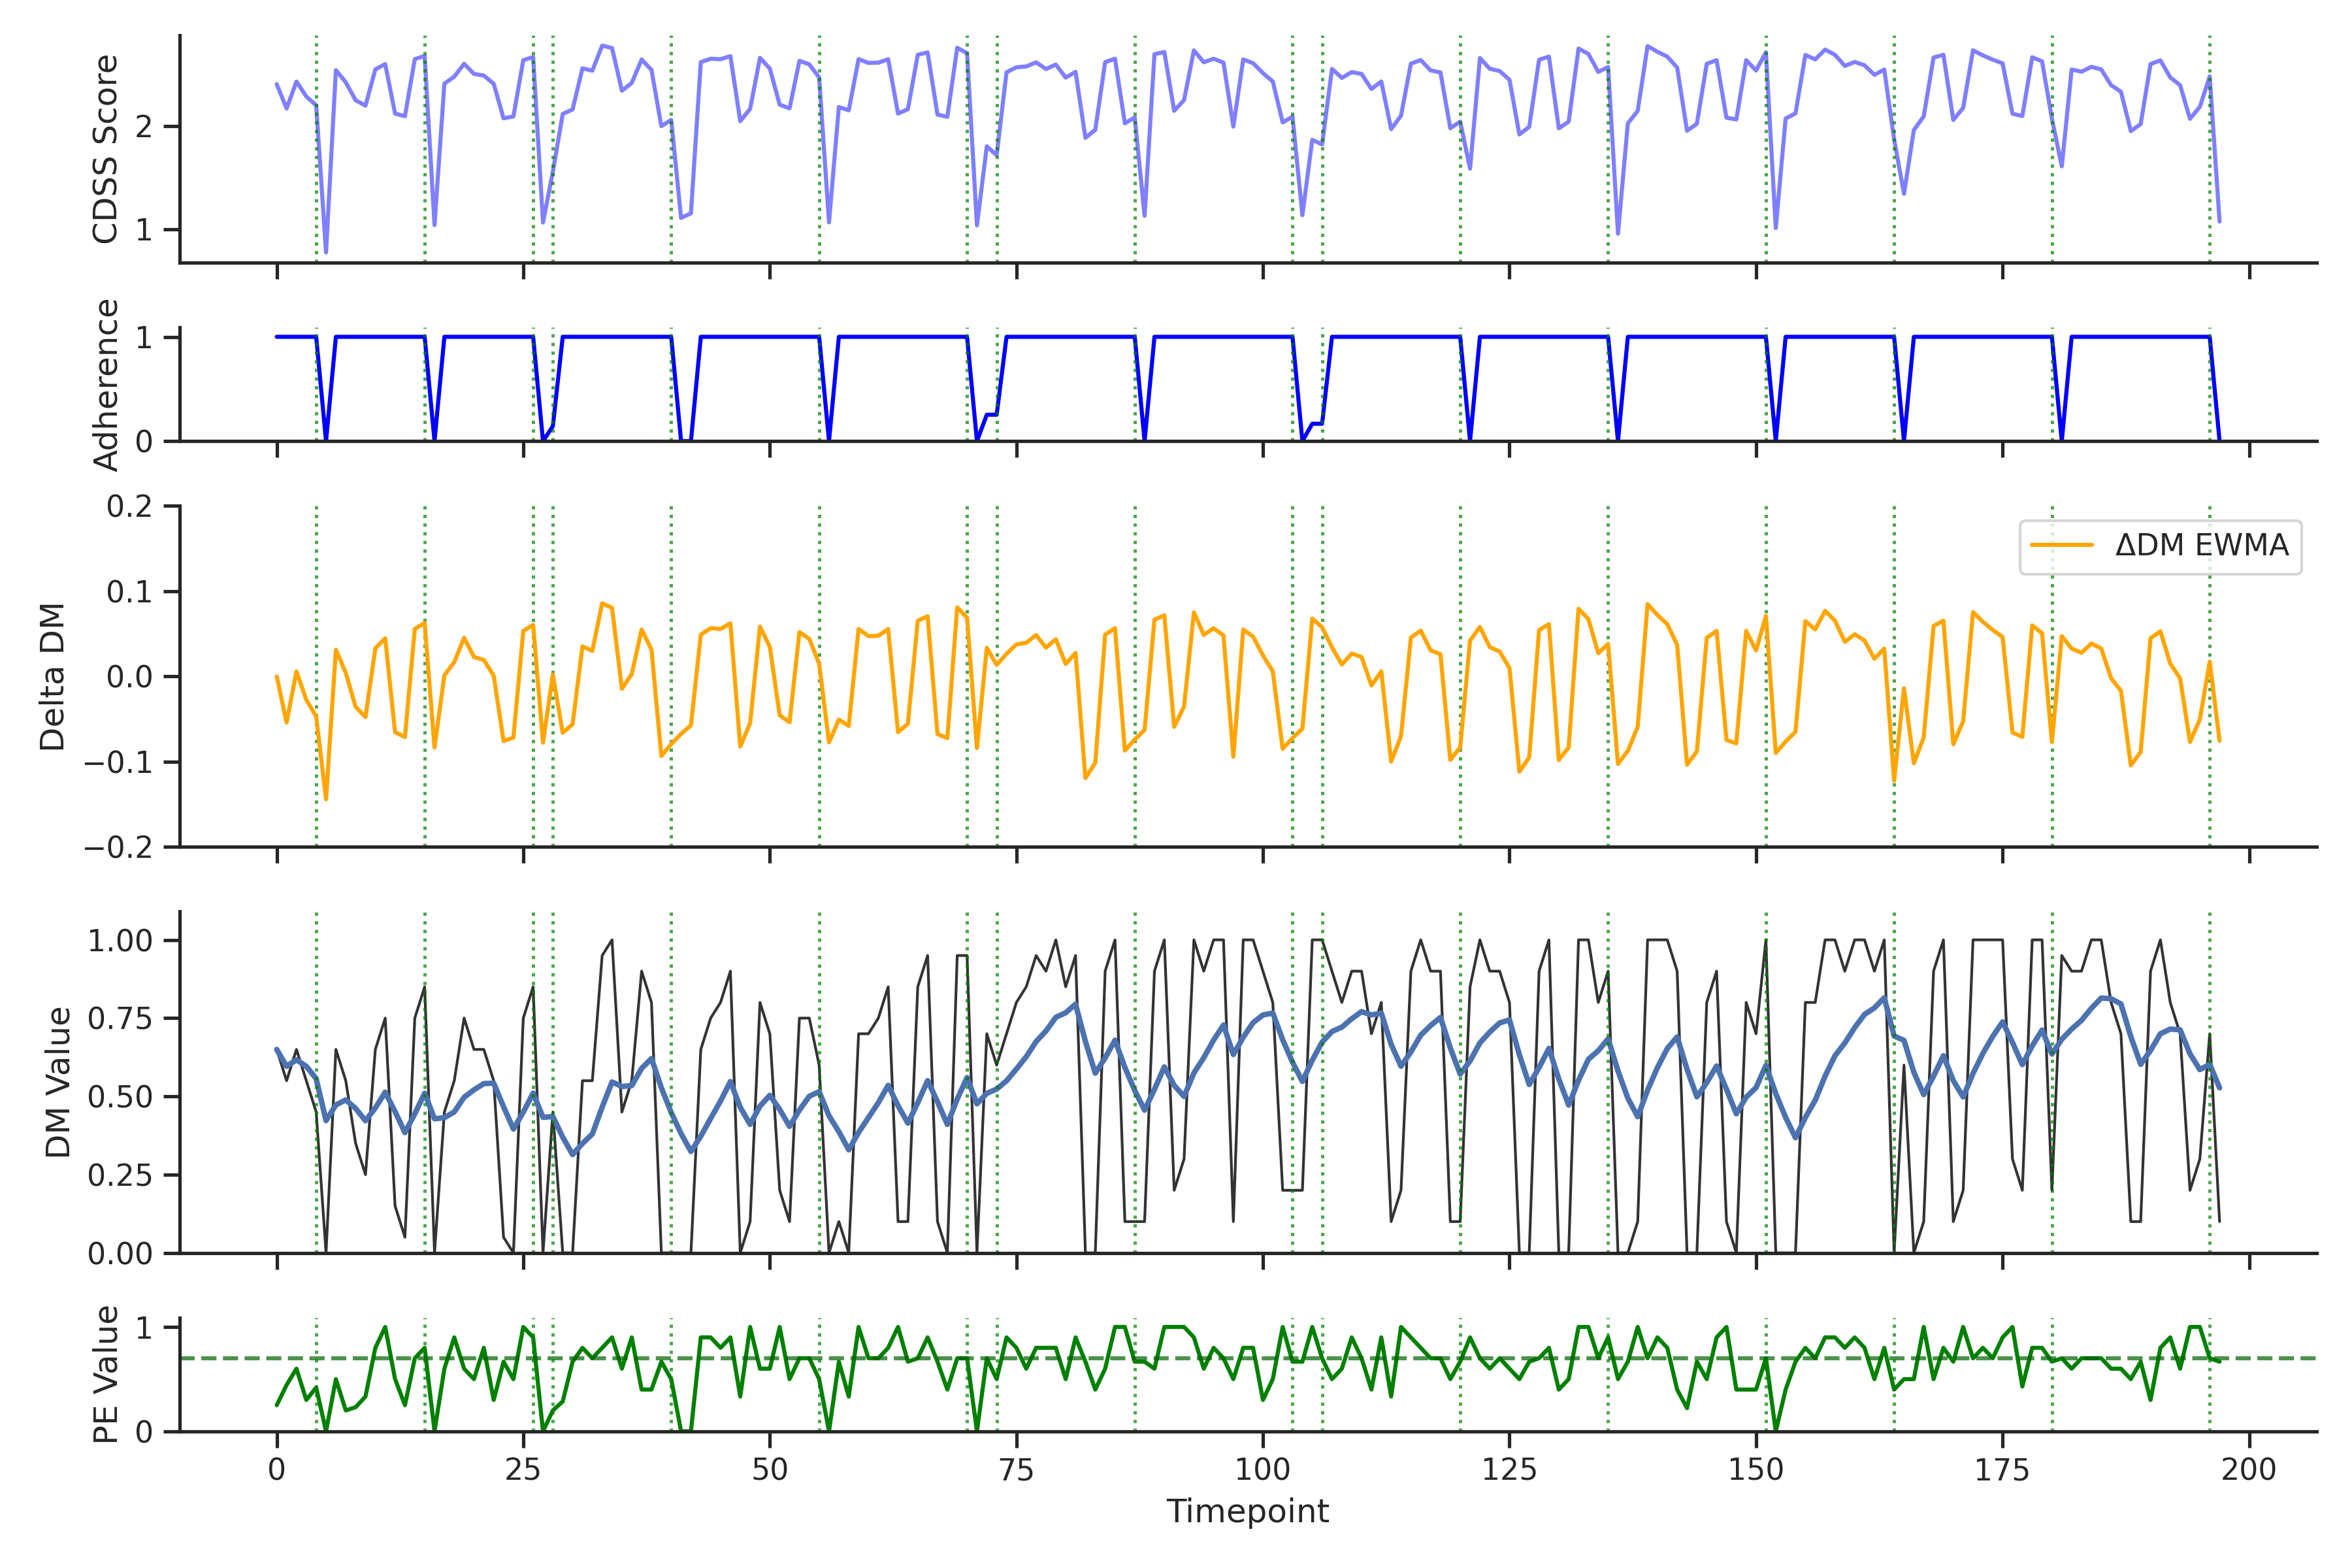 CDSS Score
2
1
Adherence
1
0
Delta DM
0.2
0.1
0.0
−0.1
−0.2
ΔDM EWMA
DM Value
1.00
0.75
0.50
0.25
0.00
PE Value
1
0
0 25 50 75 100 125 150 175 200
Timepoint